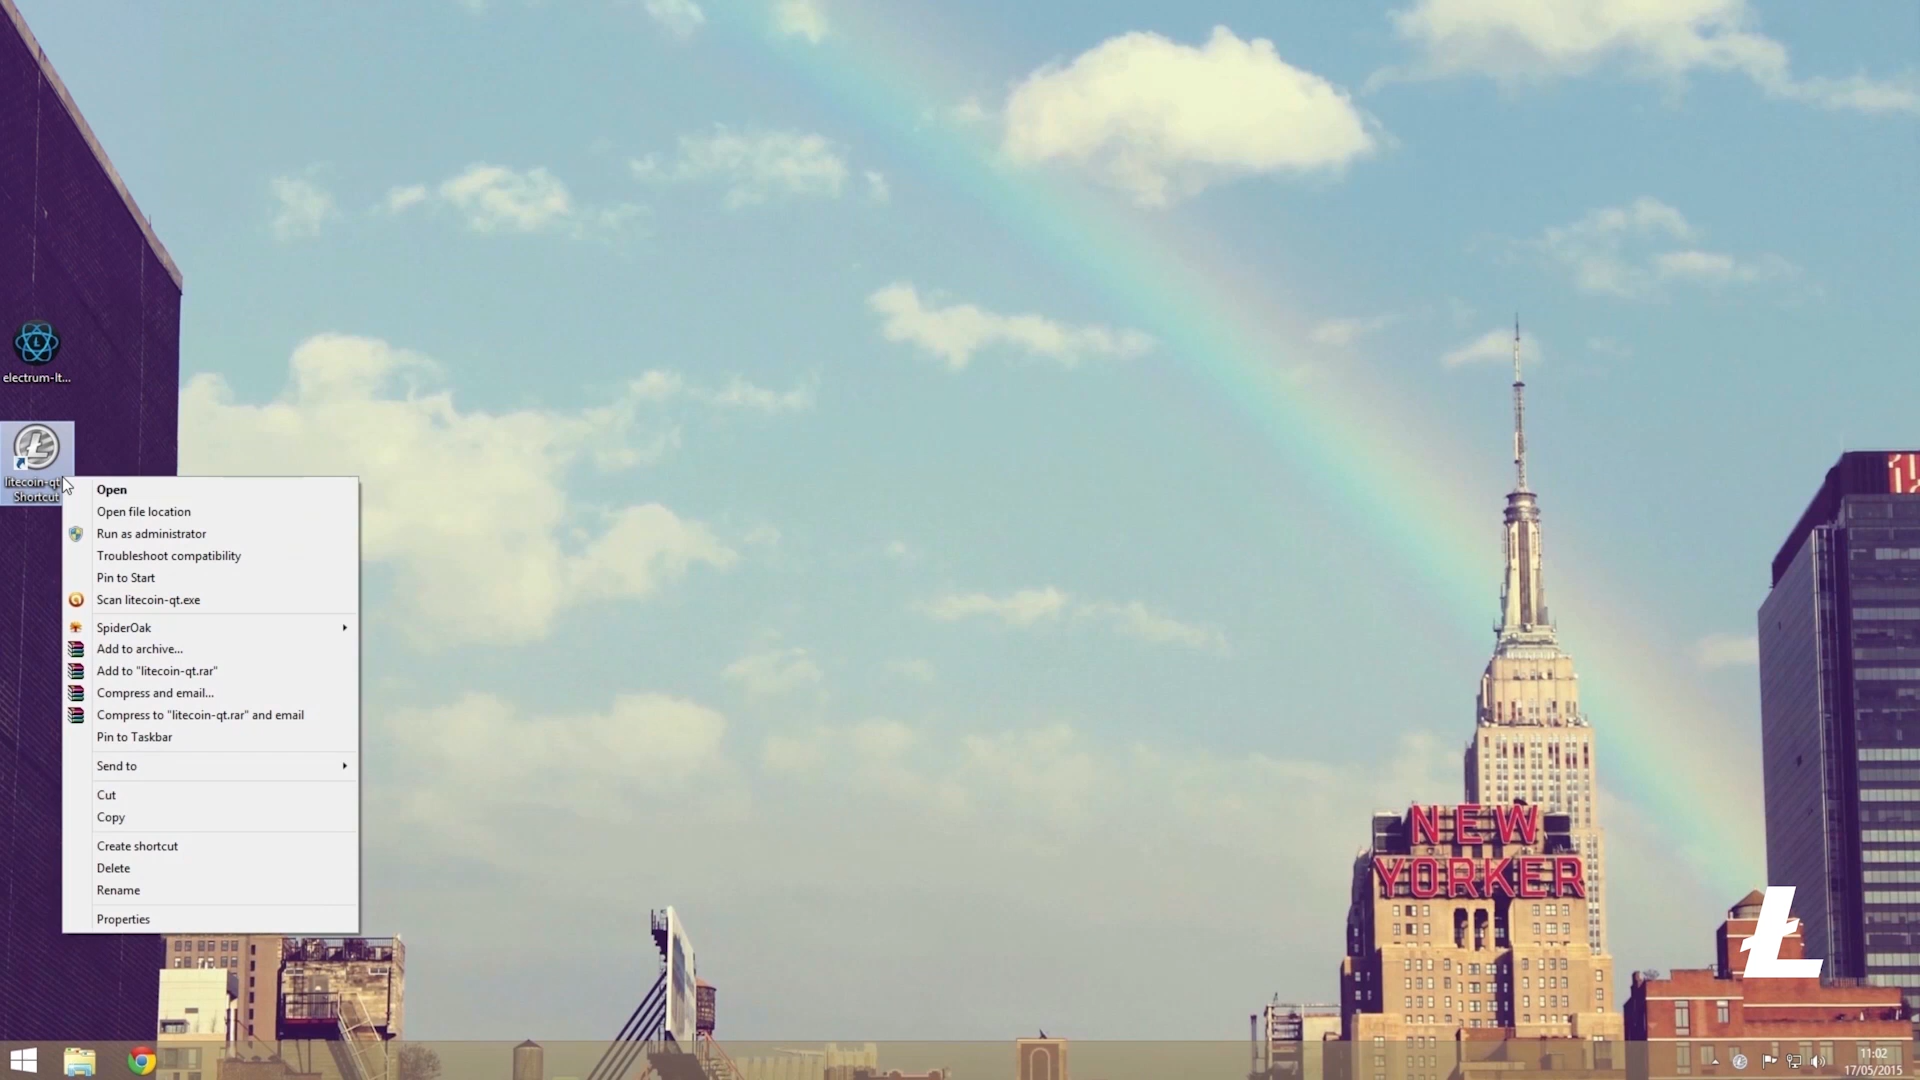 electrum-lt...
litecoin-qt
Shortcut
Open
Open file location
Run as administrator
Troubleshoot compatibility
Pin to Start
Scan litecoin-qt.exe
SpiderOak
Add to archive...
Add to "litecoin-qt.rar"
Compress and email...
Compress to "litecoin-qt.rar" and email
Pin to Taskbar
Send to
Cut
Copy
Create shortcut
Delete
Rename
Properties
NEW
YORKER
11:02
17/05/2015